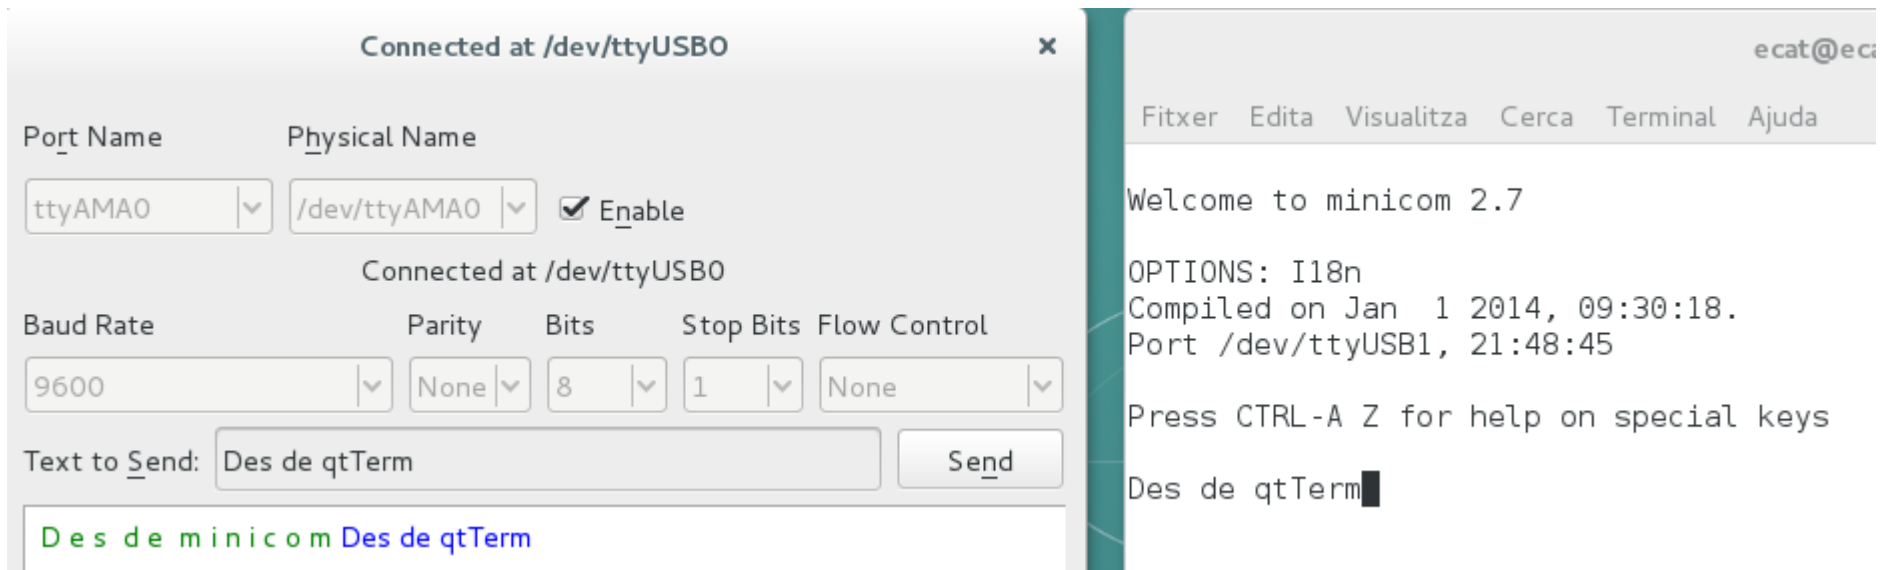 Connected at /dev/ttyUSB0
Port Name Physical Name
ttyAMA0 /dev/ttyAMA0 Enable
Connected at /dev/ttyUSB0
Baud Rate Parity Bits Stop Bits Flow Control
9600 None 8 1 None
Text to Send: Des de qtTerm Send
D e s d e m i n i c o m Des de qtTerm
ecat@eca
Fitxer Edita Visualitza Cerca Terminal Ajuda
Welcome to minicom 2.7
OPTIONS: I18n
Compiled on Jan  1 2014, 09:30:18.
Port /dev/ttyUSB1, 21:48:45
Press CTRL-A Z for help on special keys
Des de qtTerm